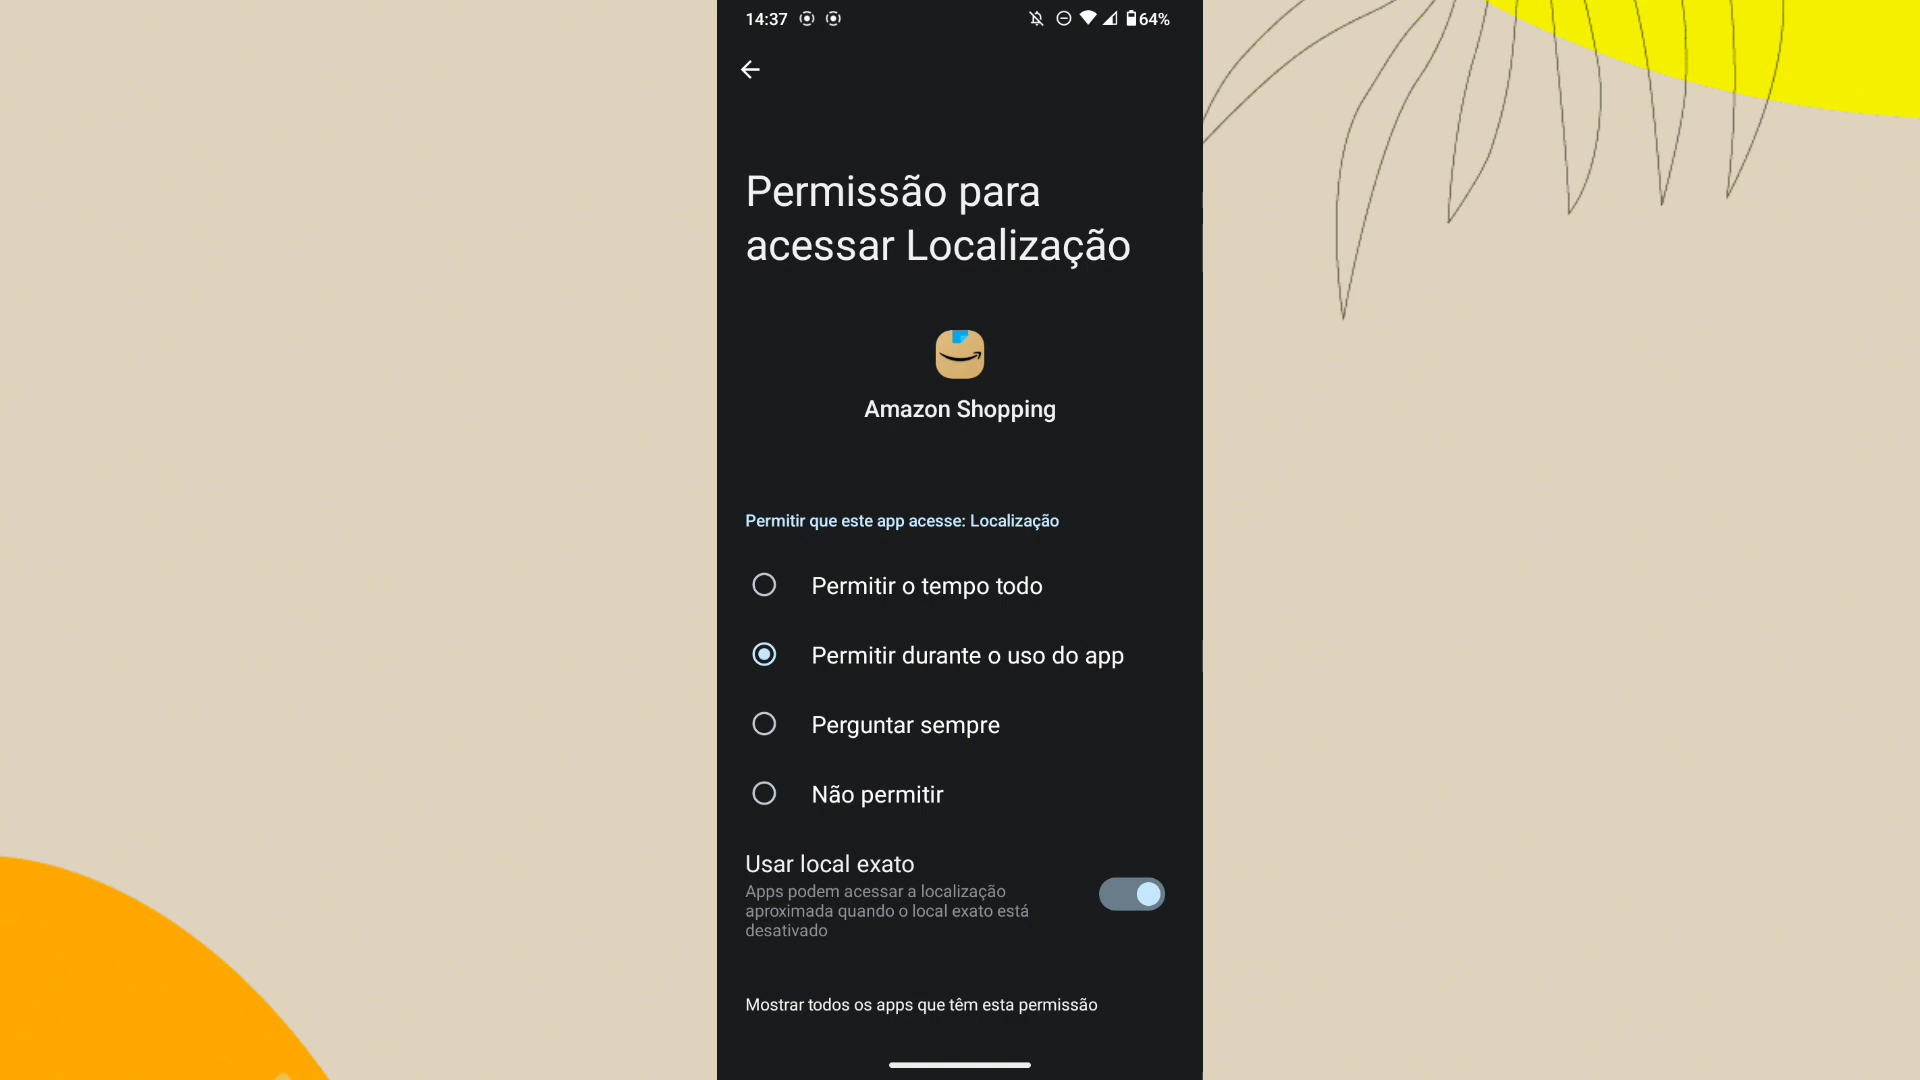 14:37
64%
Permissão para
acessar Localização
Amazon Shopping
Permitir que este app acesse: Localização
Permitir o tempo todo
Permitir durante o uso do app
Perguntar sempre
Não permitir
Usar local exato
Apps podem acessar a localização
aproximada quando o local exato está
desativado
Mostrar todos os apps que têm esta permissão